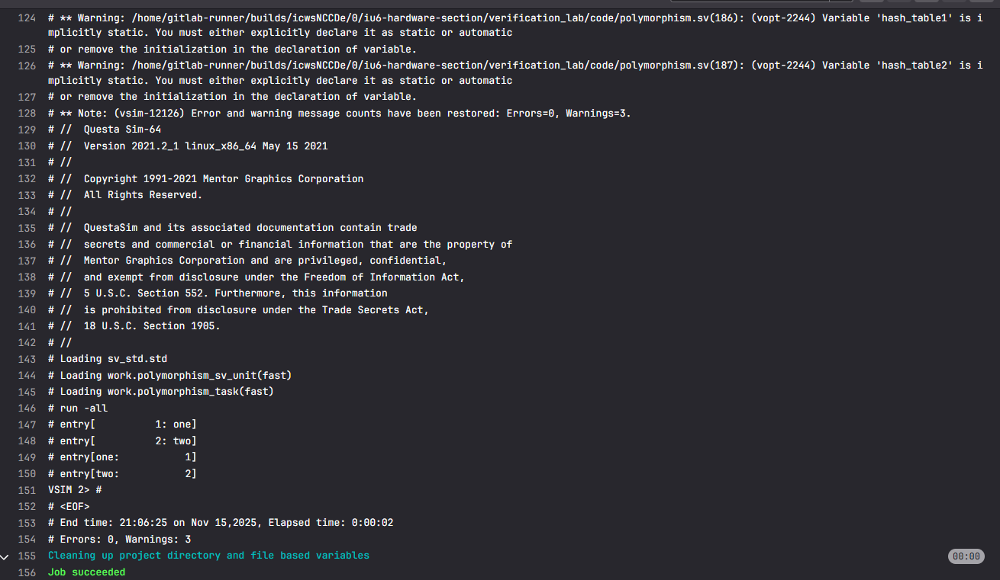 124 # ** Warning: /home/gitlab-runner/builds/icwsNCCDe/0/iu6-hardware-section/verification_lab/code/polymorphism.sv(186): (vopt-2244) Variable 'hash_table1' is i
mplicitly static. You must either explicitly declare it as static or automatic
125 # or remove the initialization in the declaration of variable.
126 # ** Warning: /home/gitlab-runner/builds/icwsNCCDe/0/iu6-hardware-section/verification_lab/code/polymorphism.sv(187): (vopt-2244) Variable 'hash_table2' is i
mplicitly static. You must either explicitly declare it as static or automatic
127 # or remove the initialization in the declaration of variable.
128 # ** Note: (vsim-12126) Error and warning message counts have been restored: Errors=0, Warnings=3.
129 # //  Questa Sim-64
130 # //  Version 2021.2_1 linux_x86_64 May 15 2021
131 # //
132 # //  Copyright 1991-2021 Mentor Graphics Corporation
133 # //  All Rights Reserved.
134 # //
135 # //  QuestaSim and its associated documentation contain trade
136 # //  secrets and commercial or financial information that are the property of
137 # //  Mentor Graphics Corporation and are privileged, confidential,
138 # //  and exempt from disclosure under the Freedom of Information Act,
139 # //  5 U.S.C. Section 552. Furthermore, this information
140 # //  is prohibited from disclosure under the Trade Secrets Act,
141 # //  18 U.S.C. Section 1905.
142 # //
143 # Loading sv_std.std
144 # Loading work.polymorphism_sv_unit(fast)
145 # Loading work.polymorphism_task(fast)
146 # run -all
147 # entry[          1: one]
148 # entry[          2: two]
149 # entry[one:           1]
150 # entry[two:           2]
151 VSIM 2> #
152 # <EOF>
153 # End time: 21:06:25 on Nov 15,2025, Elapsed time: 0:00:02
154 # Errors: 0, Warnings: 3
155 Cleaning up project directory and file based variables 00:00
156 Job succeeded